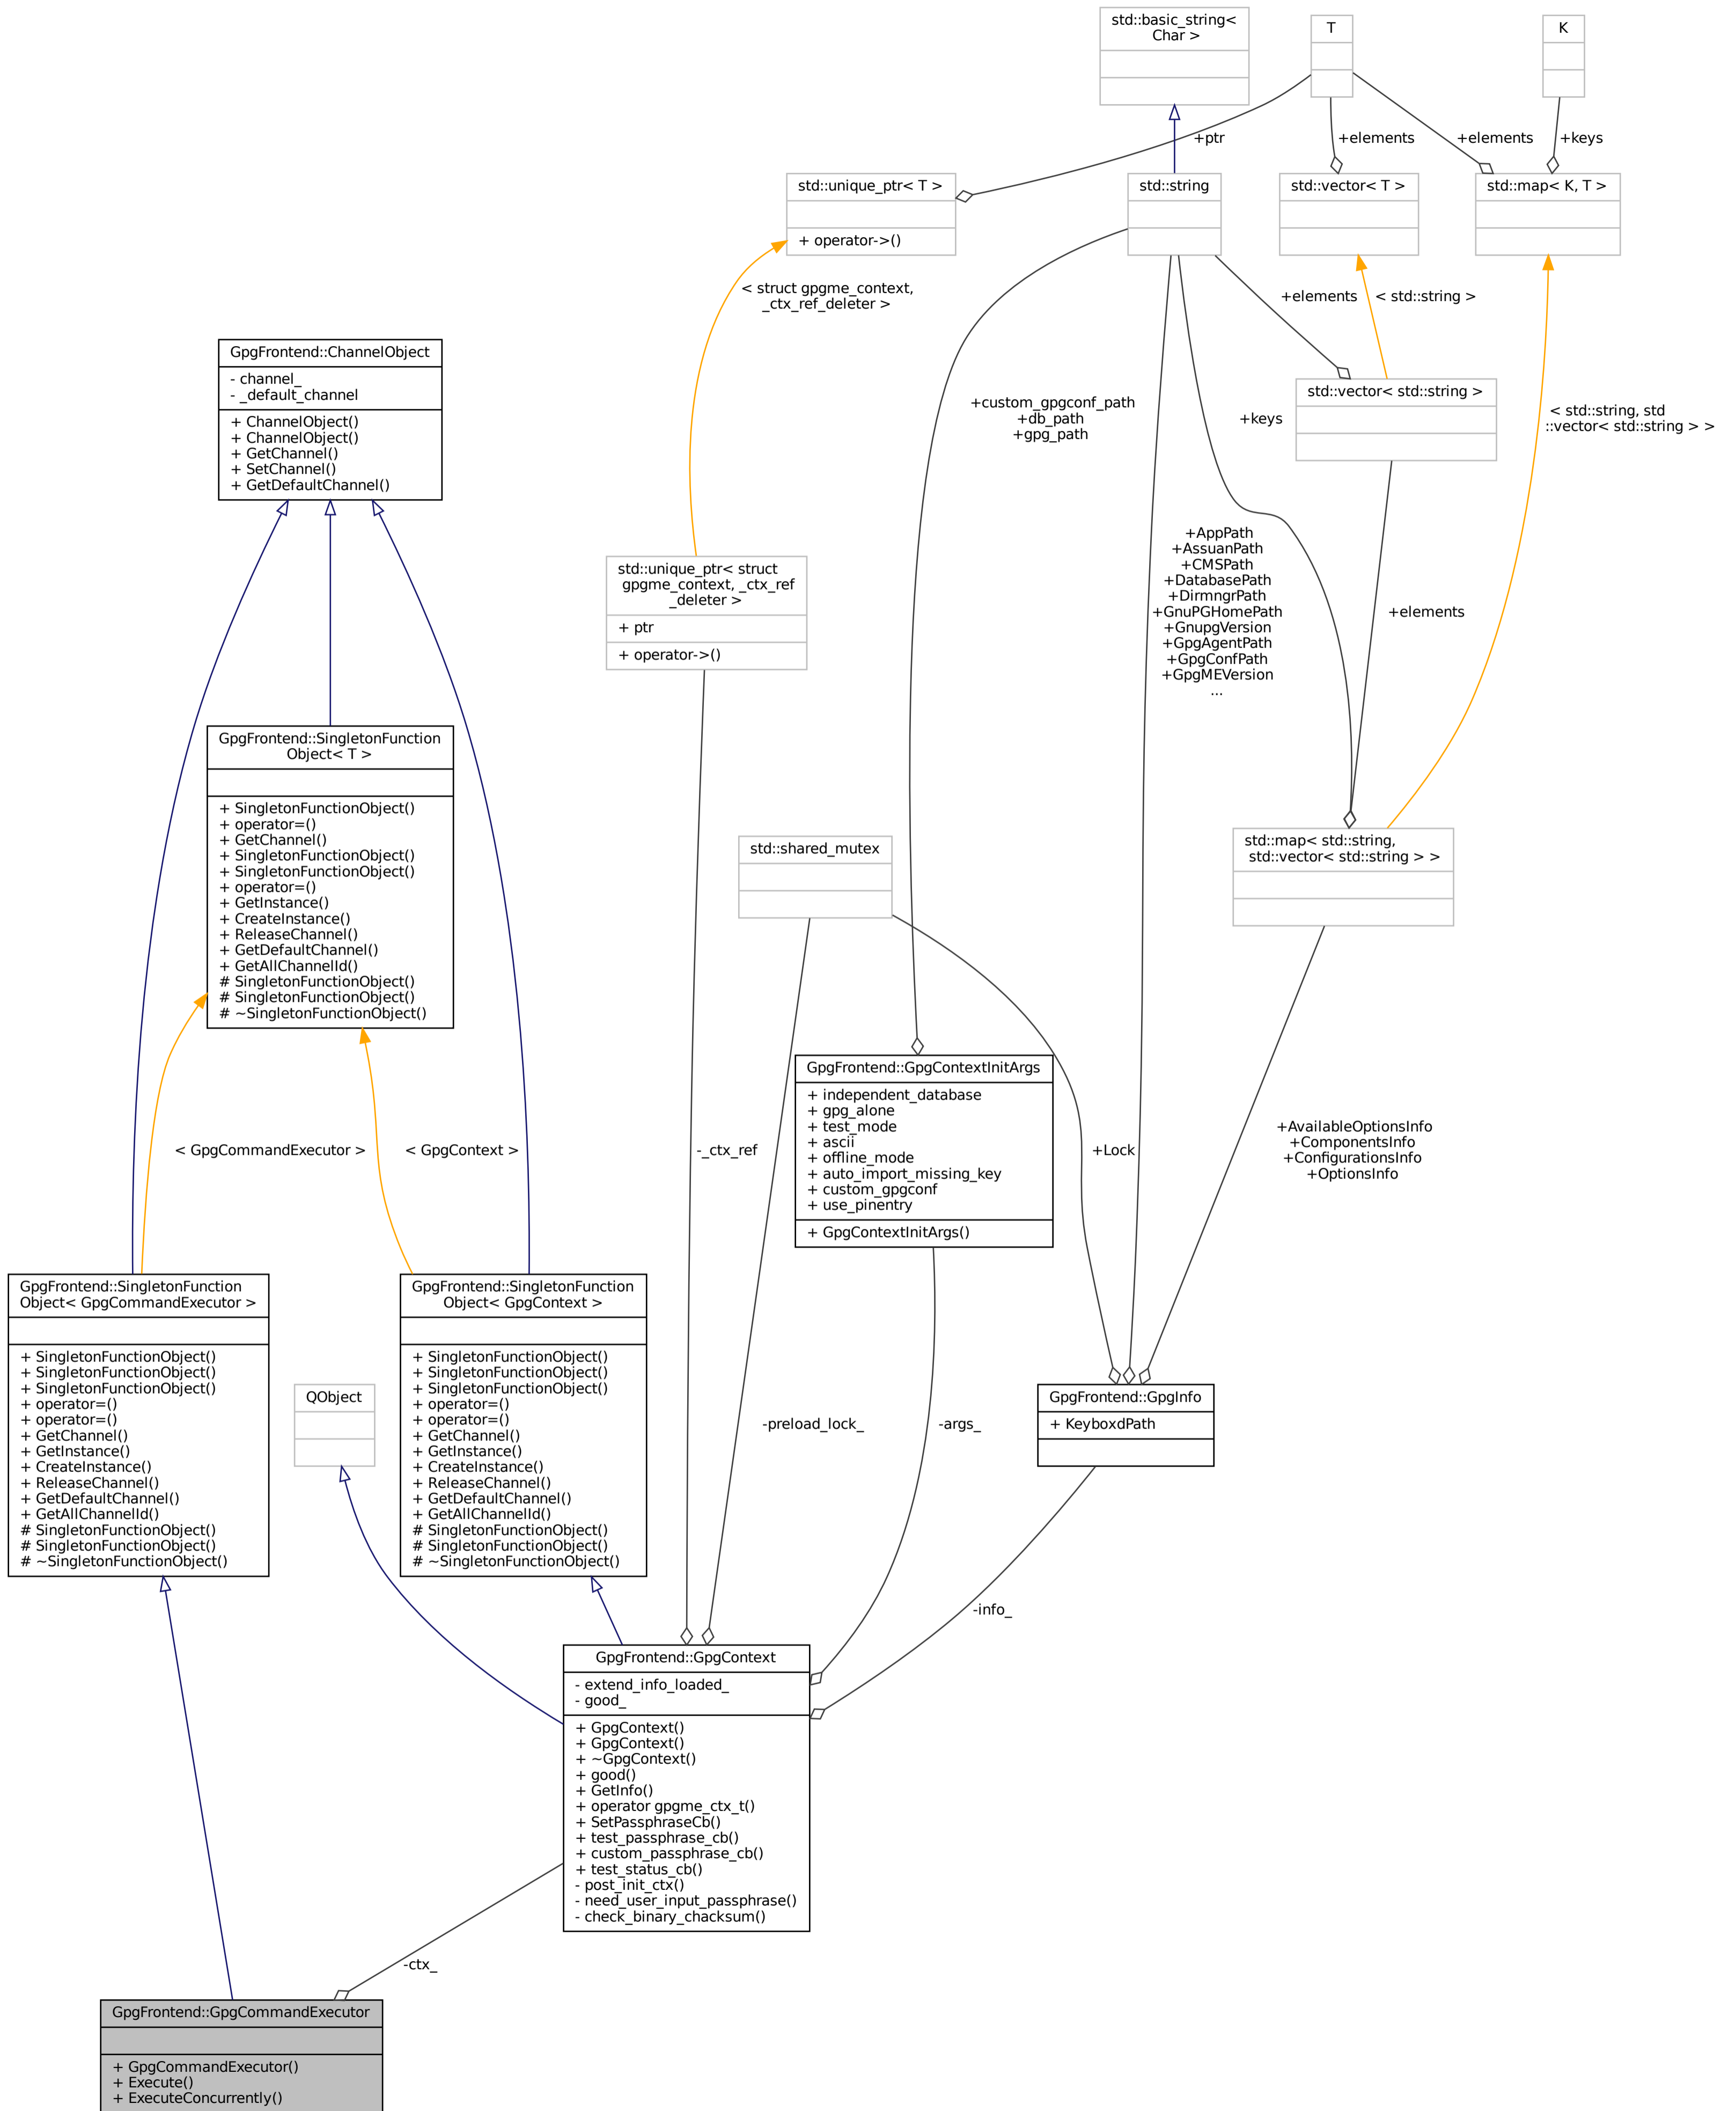 std::basic_string<
Char >
T
K
+ptr
+elements
+elements
+keys
std::unique_ptr< T >
+ operator->()
std::string
std::vector< T >
std::map< K, T >
< struct gpgme_context,
_ctx_ref_deleter >
+elements
< std::string >
GpgFrontend::ChannelObject
- channel_
- _default_channel
+ ChannelObject()
+ ChannelObject()
+ GetChannel()
+ SetChannel()
+ GetDefaultChannel()
+custom_gpgconf_path
+db_path
+gpg_path
+keys
std::vector< std::string >
< std::string, std
::vector< std::string > >
std::unique_ptr< struct
gpgme_context, _ctx_ref
_deleter >
+ ptr
+ operator->()
+AppPath
+AssuanPath
+CMSPath
+DatabasePath
+DirmngrPath
+GnuPGHomePath
+GnupgVersion
+GpgAgentPath
+GpgConfPath
+GpgMEVersion
...
+elements
GpgFrontend::SingletonFunction
Object< T >
+ SingletonFunctionObject()
+ operator=()
+ GetChannel()
+ SingletonFunctionObject()
+ SingletonFunctionObject()
+ operator=()
+ GetInstance()
+ CreateInstance()
+ ReleaseChannel()
+ GetDefaultChannel()
+ GetAllChannelId()
# SingletonFunctionObject()
# SingletonFunctionObject()
# ~SingletonFunctionObject()
std::shared_mutex
std::map< std::string,
std::vector< std::string > >
GpgFrontend::GpgContextInitArgs
+ independent_database
+ gpg_alone
+ test_mode
+ ascii
+ offline_mode
+ auto_import_missing_key
+ custom_gpgconf
+ use_pinentry
+ GpgContextInitArgs()
< GpgCommandExecutor >
< GpgContext >
-_ctx_ref
+Lock
+AvailableOptionsInfo
+ComponentsInfo
+ConfigurationsInfo
+OptionsInfo
GpgFrontend::SingletonFunction
Object< GpgCommandExecutor >
+ SingletonFunctionObject()
+ SingletonFunctionObject()
+ SingletonFunctionObject()
+ operator=()
+ operator=()
+ GetChannel()
+ GetInstance()
+ CreateInstance()
+ ReleaseChannel()
+ GetDefaultChannel()
+ GetAllChannelId()
# SingletonFunctionObject()
# SingletonFunctionObject()
# ~SingletonFunctionObject()
QObject
GpgFrontend::SingletonFunction
Object< GpgContext >
+ SingletonFunctionObject()
+ SingletonFunctionObject()
+ SingletonFunctionObject()
+ operator=()
+ operator=()
+ GetChannel()
+ GetInstance()
+ CreateInstance()
+ ReleaseChannel()
+ GetDefaultChannel()
+ GetAllChannelId()
# SingletonFunctionObject()
# SingletonFunctionObject()
# ~SingletonFunctionObject()
-preload_lock_
-args_
GpgFrontend::GpgInfo
+ KeyboxdPath
-info_
GpgFrontend::GpgContext
- extend_info_loaded_
- good_
+ GpgContext()
+ GpgContext()
+ ~GpgContext()
+ good()
+ GetInfo()
+ operator gpgme_ctx_t()
+ SetPassphraseCb()
+ test_passphrase_cb()
+ custom_passphrase_cb()
+ test_status_cb()
- post_init_ctx()
- need_user_input_passphrase()
- check_binary_chacksum()
-ctx_
GpgFrontend::GpgCommandExecutor
+ GpgCommandExecutor()
+ Execute()
+ ExecuteConcurrently()